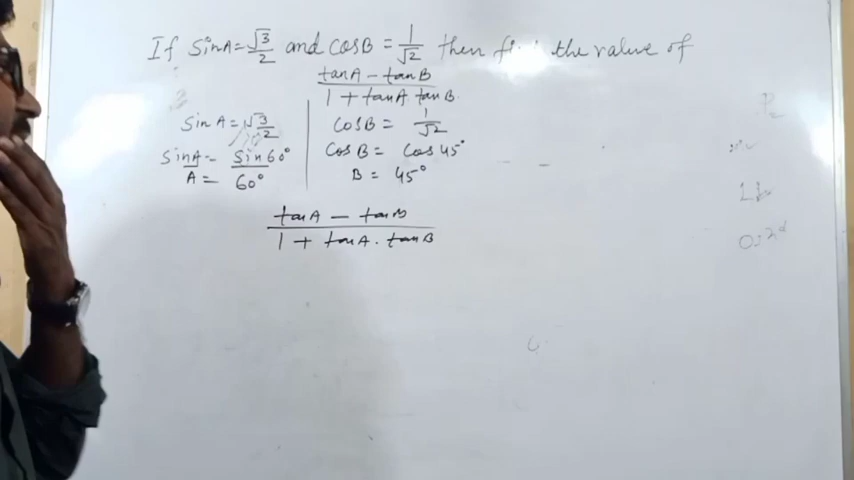 If sinA = √3/2 and cosB = 1/√2 then the value of
tanA - tanB / 1 + tanA tanB.
sinA = √3/2
sinA = sin60°
A = 60°
cosB = 1/√2
cosB = cos45°
B = 45°
tanA - tanB / 1 + tanA . tanB